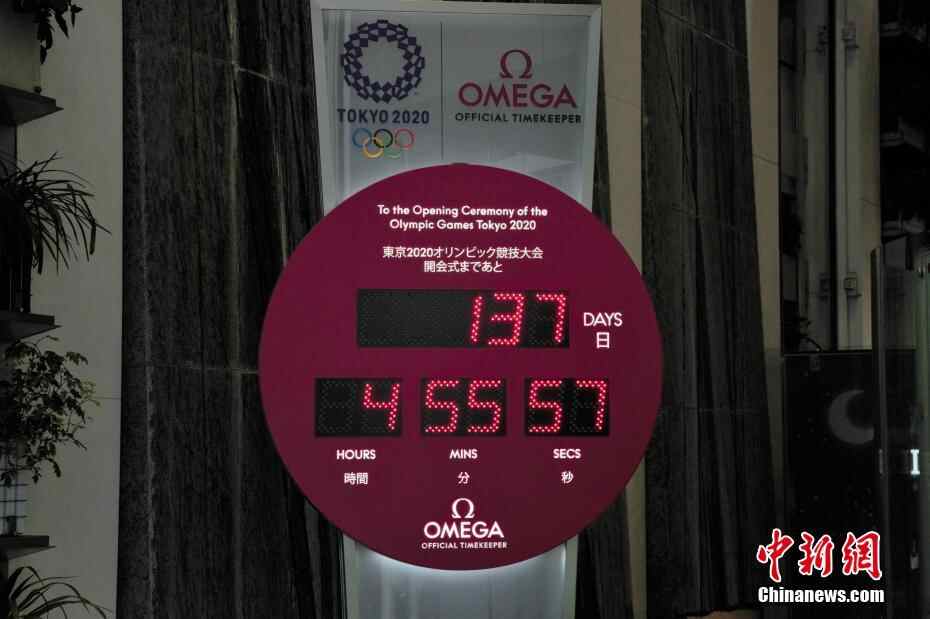 TOKYO 2020
Ω
OMEGA
OFFICIAL TIMEKEEPER
To the Opening Ceremony of the
Olympic Games Tokyo 2020
東京2020オリンピック競技大会
開会式まであと
137 DAYS
日
4 55 57
HOURS MINS SECS
時間 分 秒
Ω
OMEGA
OFFICIAL TIMEKEEPER
中新網
Chinanews.com